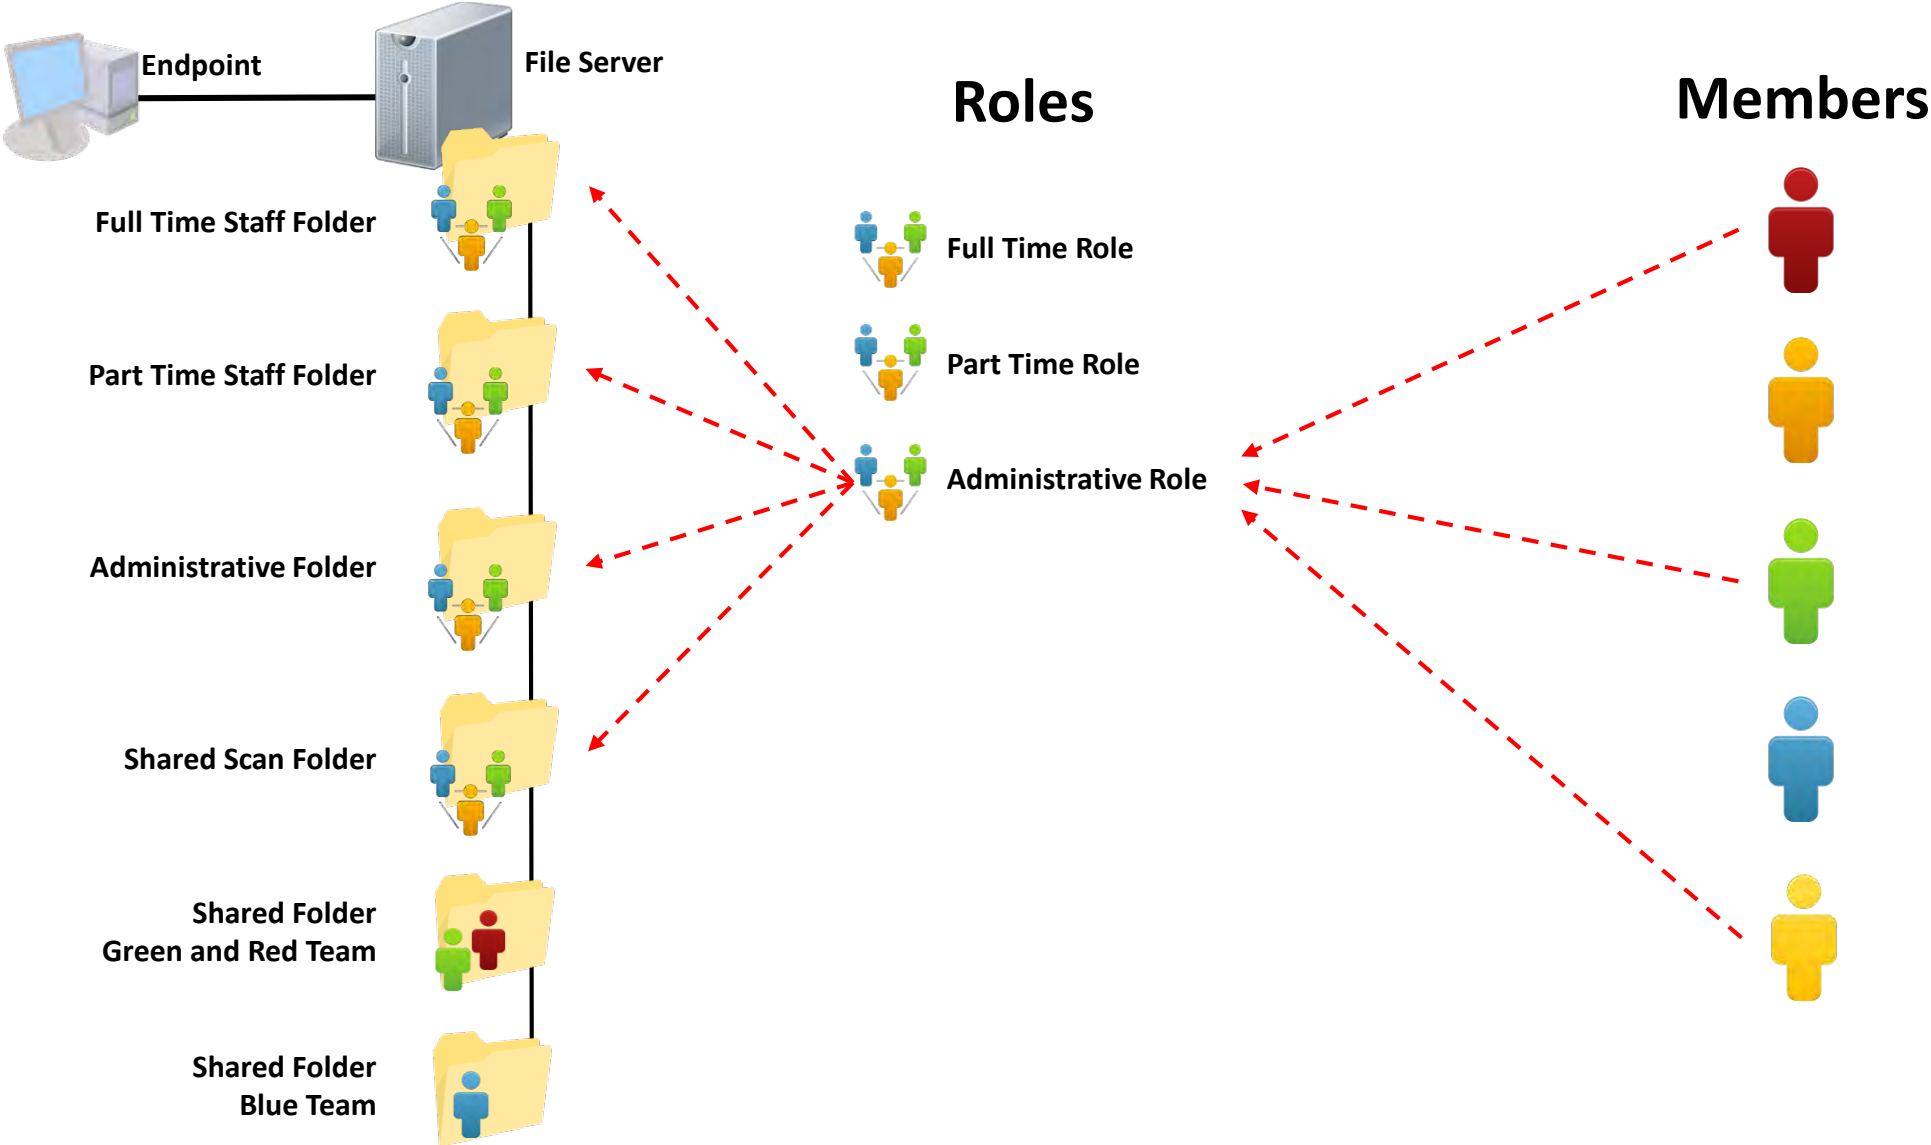 Endpoint
File Server
Roles
Members
Full Time Staff Folder
Full Time Role
Part Time Staff Folder
Part Time Role
Administrative Role
Administrative Folder
Shared Scan Folder
Shared Folder
Green and Red Team
Shared Folder
Blue Team